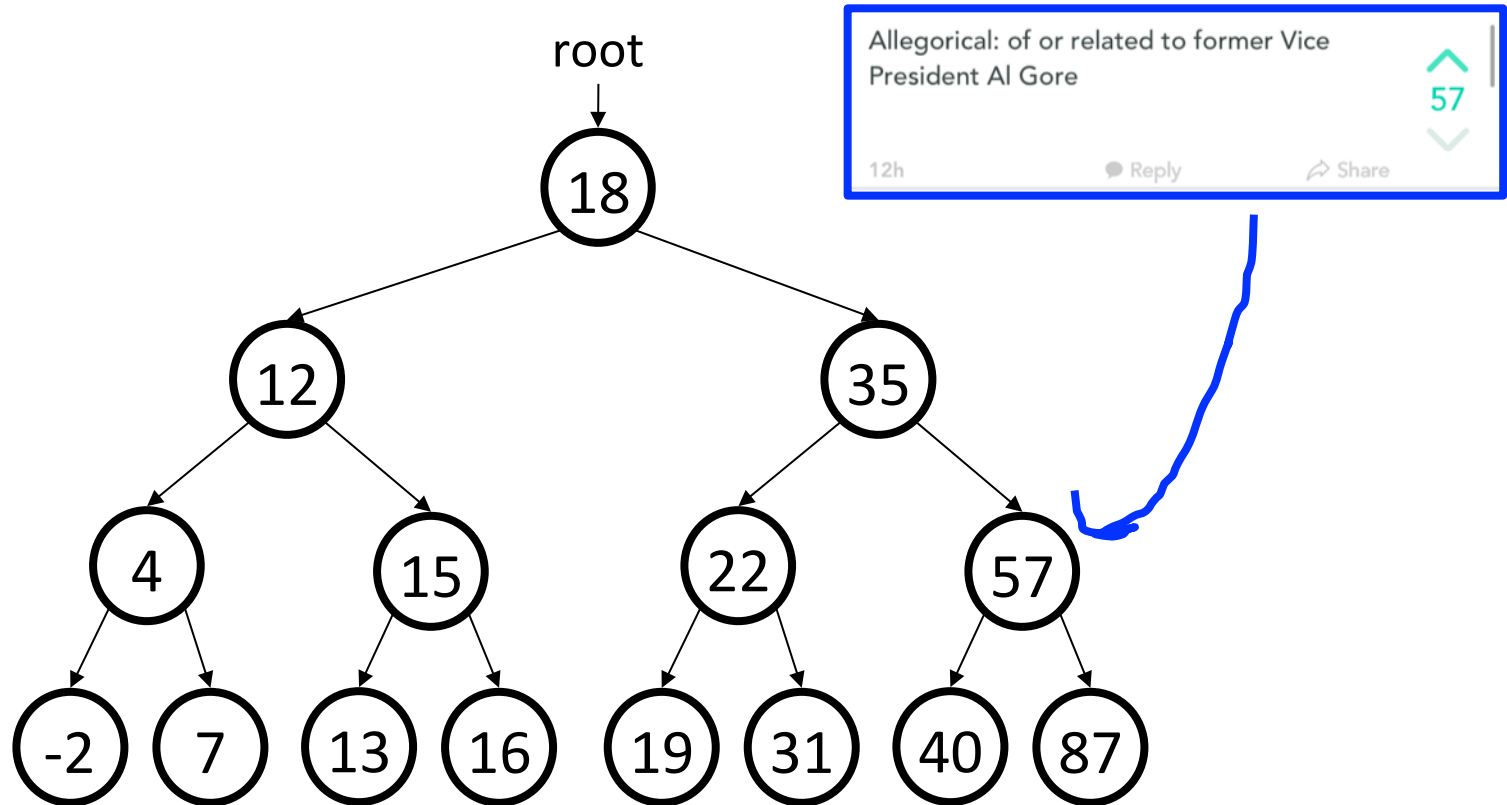 root
Allegorical: of or related to former Vice
President Al Gore
57
12h
Reply
Share
18
12
35
4
15
22
57
-2
7
13
16
19
31
40
87